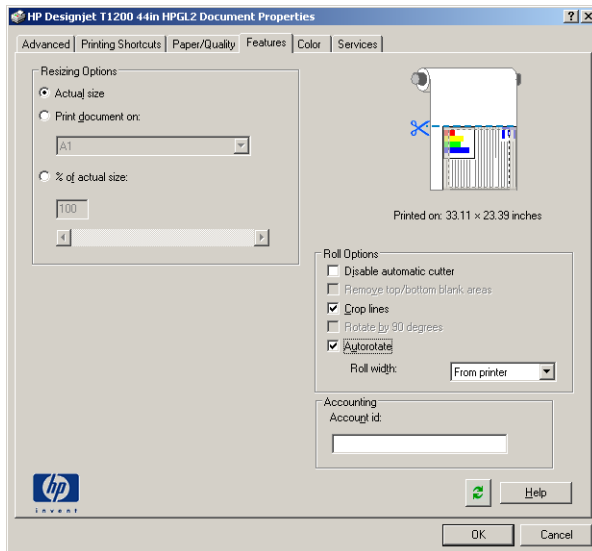 HP Designjet T1200 44in HPGL2 Document Properties
Advanced Printing Shortcuts Paper/Quality Features Color Services
Resizing Options
Actual size
Print document on:
A1
% of actual size:
100
Printed on: 33.11 × 23.39 inches
Roll Options
Disable automatic cutter
Remove top/bottom blank areas
Crop lines
Rotate by 90 degrees
Autorotate
Roll width: From printer
Accounting
Account id:
hp
invent
Help
OK Cancel